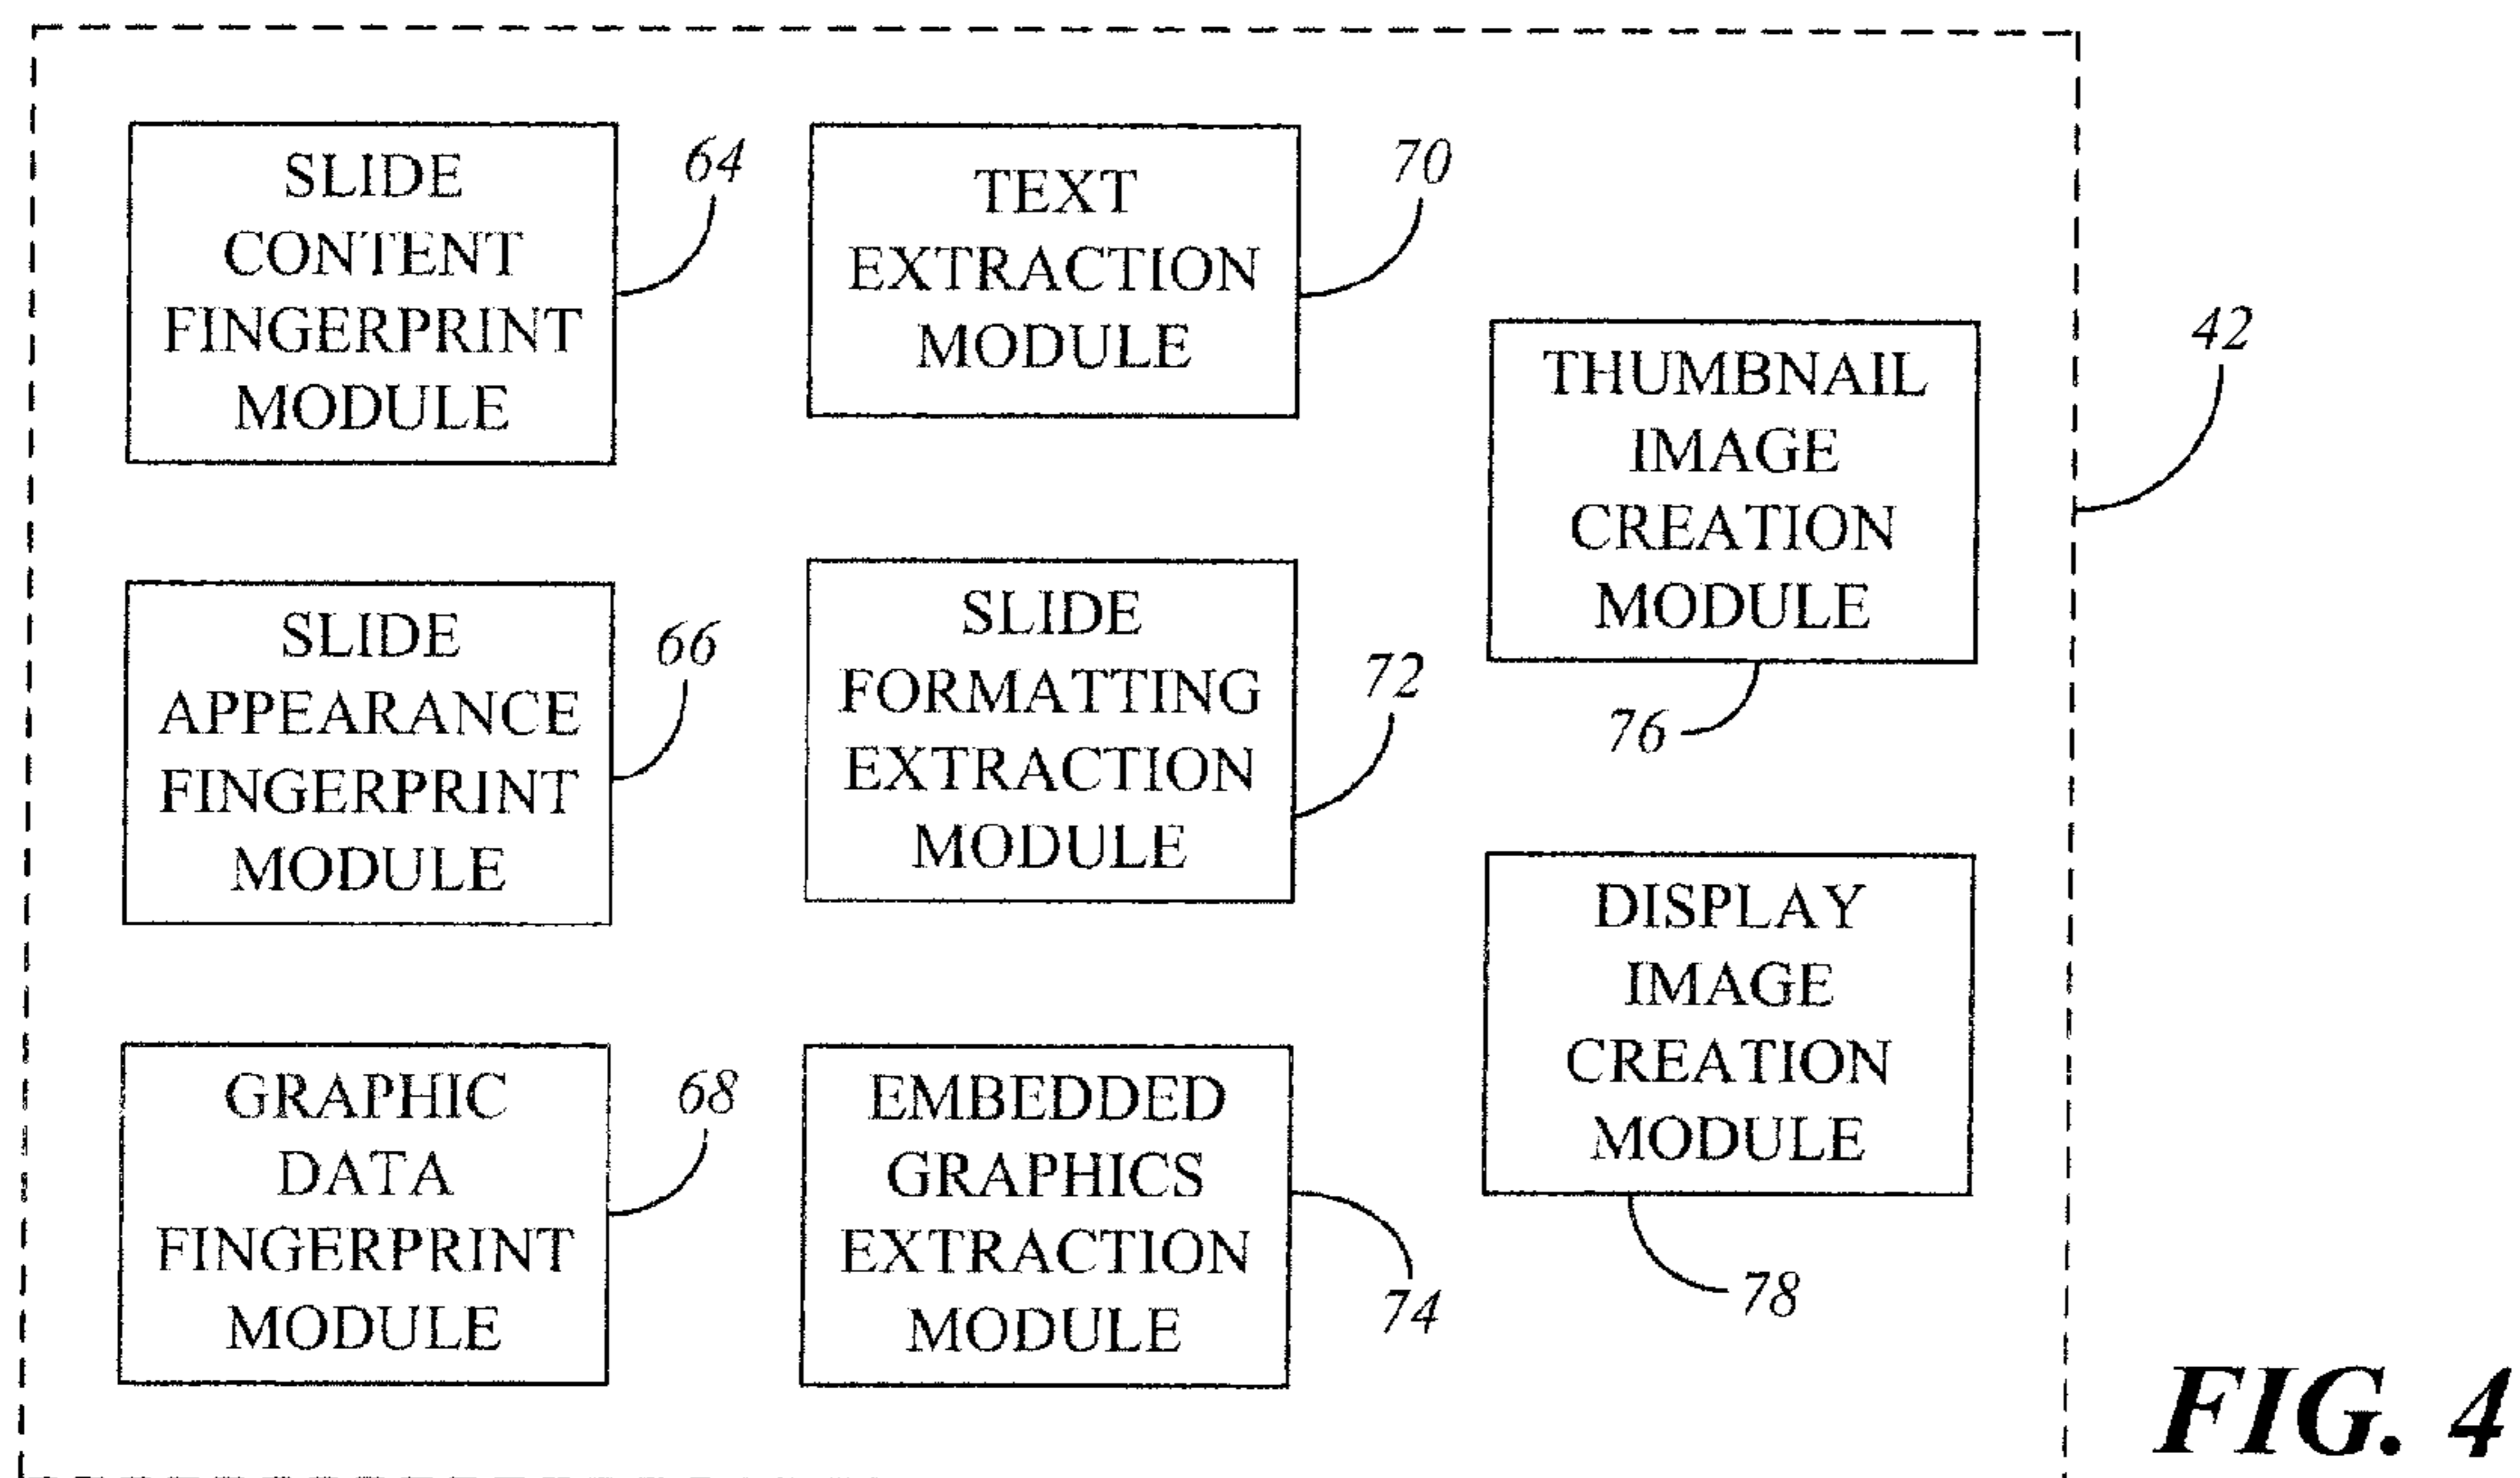 SLIDE
CONTENT
FINGERPRINT
MODULE
64
TEXT
EXTRACTION
MODULE
70
THUMBNAIL
IMAGE
CREATION
MODULE
76
42
SLIDE
APPEARANCE
FINGERPRINT
MODULE
66
SLIDE
FORMATTING
EXTRACTION
MODULE
72
DISPLAY
IMAGE
CREATION
MODULE
78
GRAPHIC
DATA
FINGERPRINT
MODULE
68
EMBEDDED
GRAPHICS
EXTRACTION
MODULE
74
FIG. 4